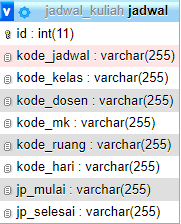 v jadwal_kuliah jadwal
id : int(11)
kode_jadwal : varchar(255)
kode_kelas : varchar(255)
kode_dosen : varchar(255)
kode_mk : varchar(255)
kode_ruang : varchar(255)
kode_hari : varchar(255)
jp_mulai : varchar(255)
jp_selesai : varchar(255)